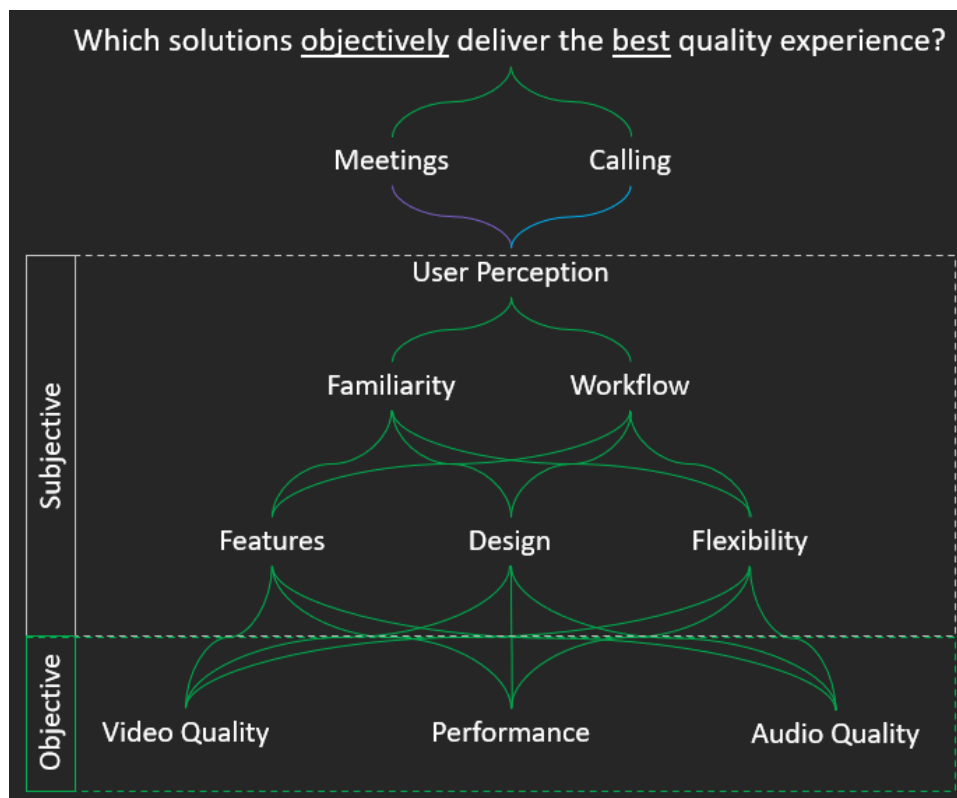 Which solutions objectively deliver the best quality experience?
Meetings
Calling
User Perception
Familiarity
Workflow
Subjective
Features
Design
Flexibility
Objective
Video Quality
Performance
Audio Quality